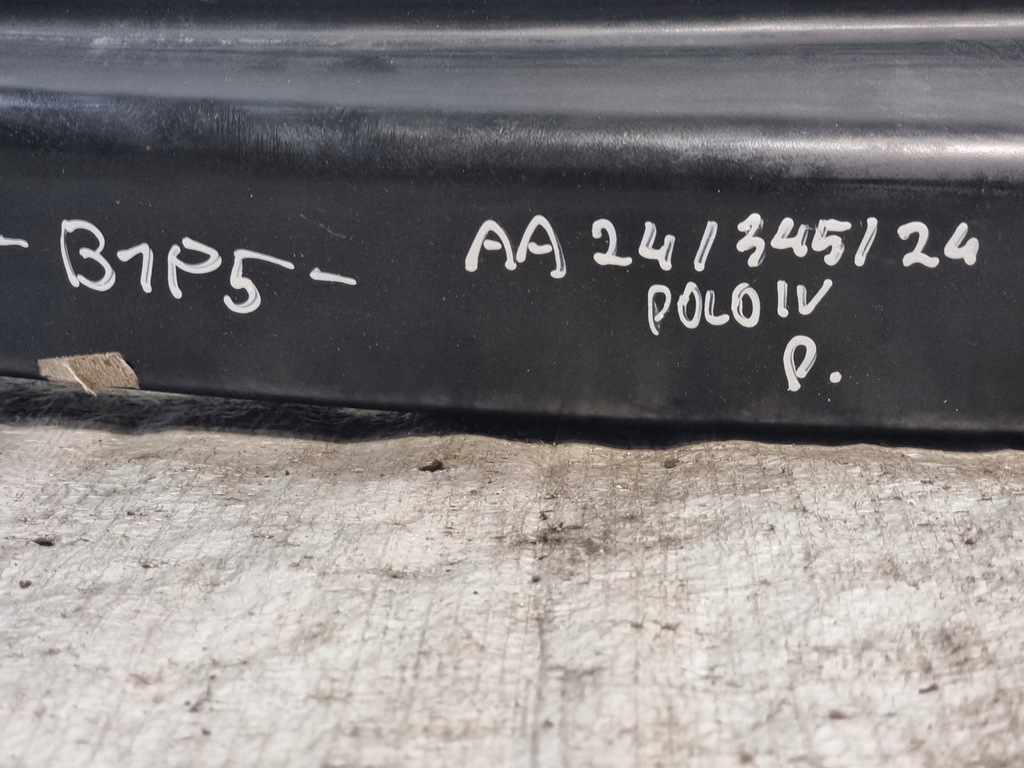 - B1P5 -
AA 24/345/24
POLO IV
P.